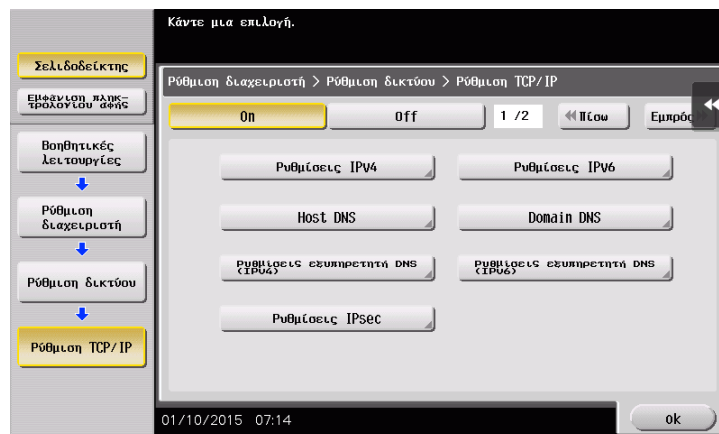 Κάντε μια επιλογή.
Σελιδοδείκτης
Εμφάνιση πληκ-
τρολογίου αφής
Βοηθητικές
λειτουργίες
Ρύθμιση
διαχειριστή
Ρύθμιση δικτύου
Ρύθμιση TCP/IP
Ρύθμιση διαχειριστή > Ρύθμιση δικτύου > Ρύθμιση TCP/IP
On
Off
1 /2
Πίσω
Εμπρός
Ρυθμίσεις IPv4
Ρυθμίσεις IPv6
Host DNS
Domain DNS
Ρυθμίσεις εξυπηρετητή DNS
(IPv4)
Ρυθμίσεις εξυπηρετητή DNS
(IPv6)
Ρυθμίσεις IPsec
01/10/2015 07:14
ok